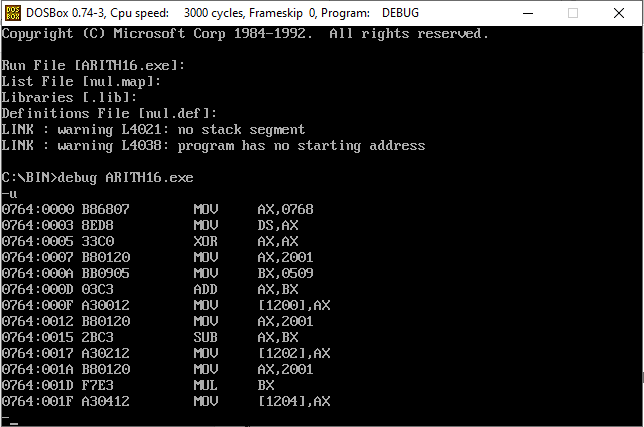 DOSBox 0.74-3, Cpu speed: 3000 cycles, Frameskip 0, Program: DEBUG
Copyright (C) Microsoft Corp 1984-1992. All rights reserved.
Run File [ARITH16.exe]:
List File [nul.map]:
Libraries [.lib]:
Definitions File [nul.def]:
LINK : warning L4021: no stack segment
LINK : warning L4038: program has no starting address
C:\BIN>debug ARITH16.exe
-u
0764:0000 B86807 MOV AX,0768
0764:0003 8ED8 MOV DS,AX
0764:0005 33C0 XOR AX,AX
0764:0007 B80120 MOV AX,2001
0764:000A BB0905 MOV BX,0509
0764:000D 03C3 ADD AX,BX
0764:000F A30012 MOV [1200],AX
0764:0012 B80120 MOV AX,2001
0764:0015 2BC3 SUB AX,BX
0764:0017 A30212 MOV [1202],AX
0764:001A B80120 MOV AX,2001
0764:001D F7E3 MUL BX
0764:001F A30412 MOV [1204],AX
-_